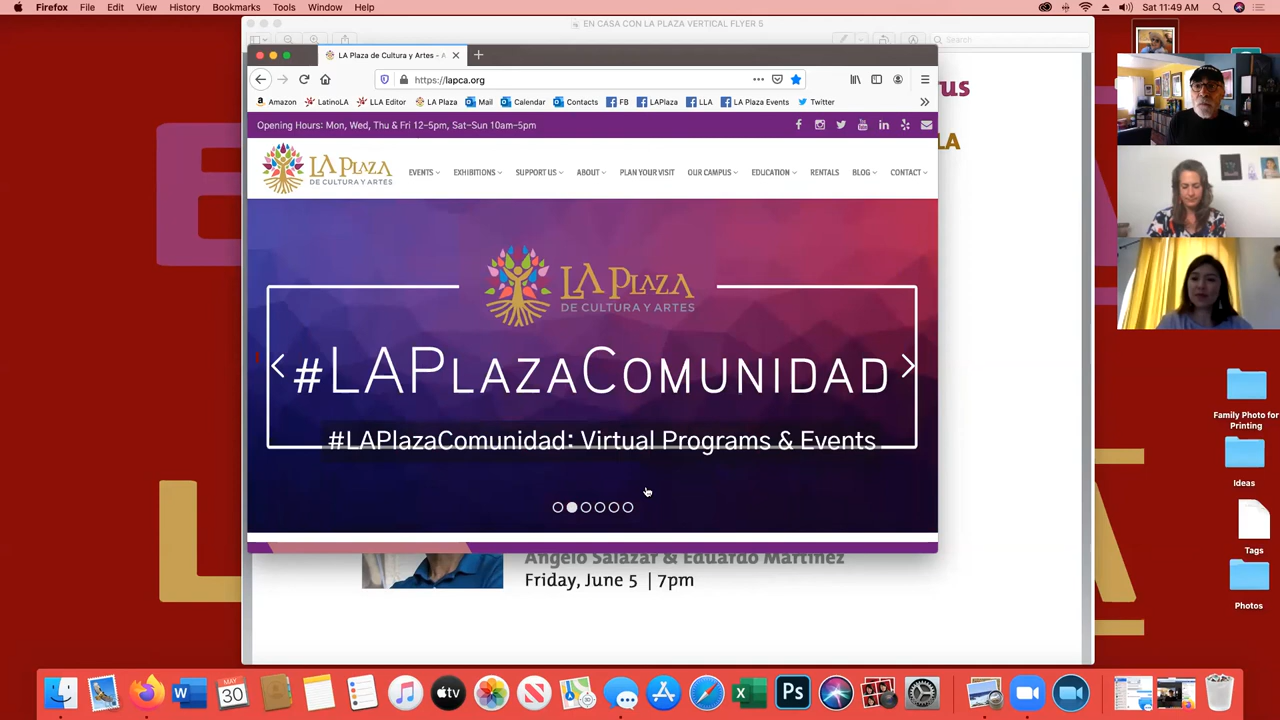 Firefox File Edit View History Bookmarks Tools Window Help
Sat 11:49 AM
EN CASA CON LA PLAZA VERTICAL FLYER 5
Search
LA Plaza de Cultura y Artes - A
https://lapca.org
Amazon LatinoLA LLA Editor LA Plaza Mail Calendar Contacts FB LAPlaza LLA LA Plaza Events Twitter
Opening Hours: Mon, Wed, Thu & Fri 12–5pm, Sat–Sun 10am–5pm
LA PLAZA
DE CULTURA Y ARTES
EVENTS EXHIBITIONS SUPPORT US ABOUT PLAN YOUR VISIT OUR CAMPUS EDUCATION RENTALS BLOG CONTACT
LA PLAZA
DE CULTURA Y ARTES
#LAPLAZACOMUNIDAD
#LAPlazaComunidad: Virtual Programs & Events
us
LA
Angelo Salazar & Eduardo Martinez
Friday, June 5 | 7pm
Family Photo for
Printing
Ideas
Tags
Photos
MAY
30